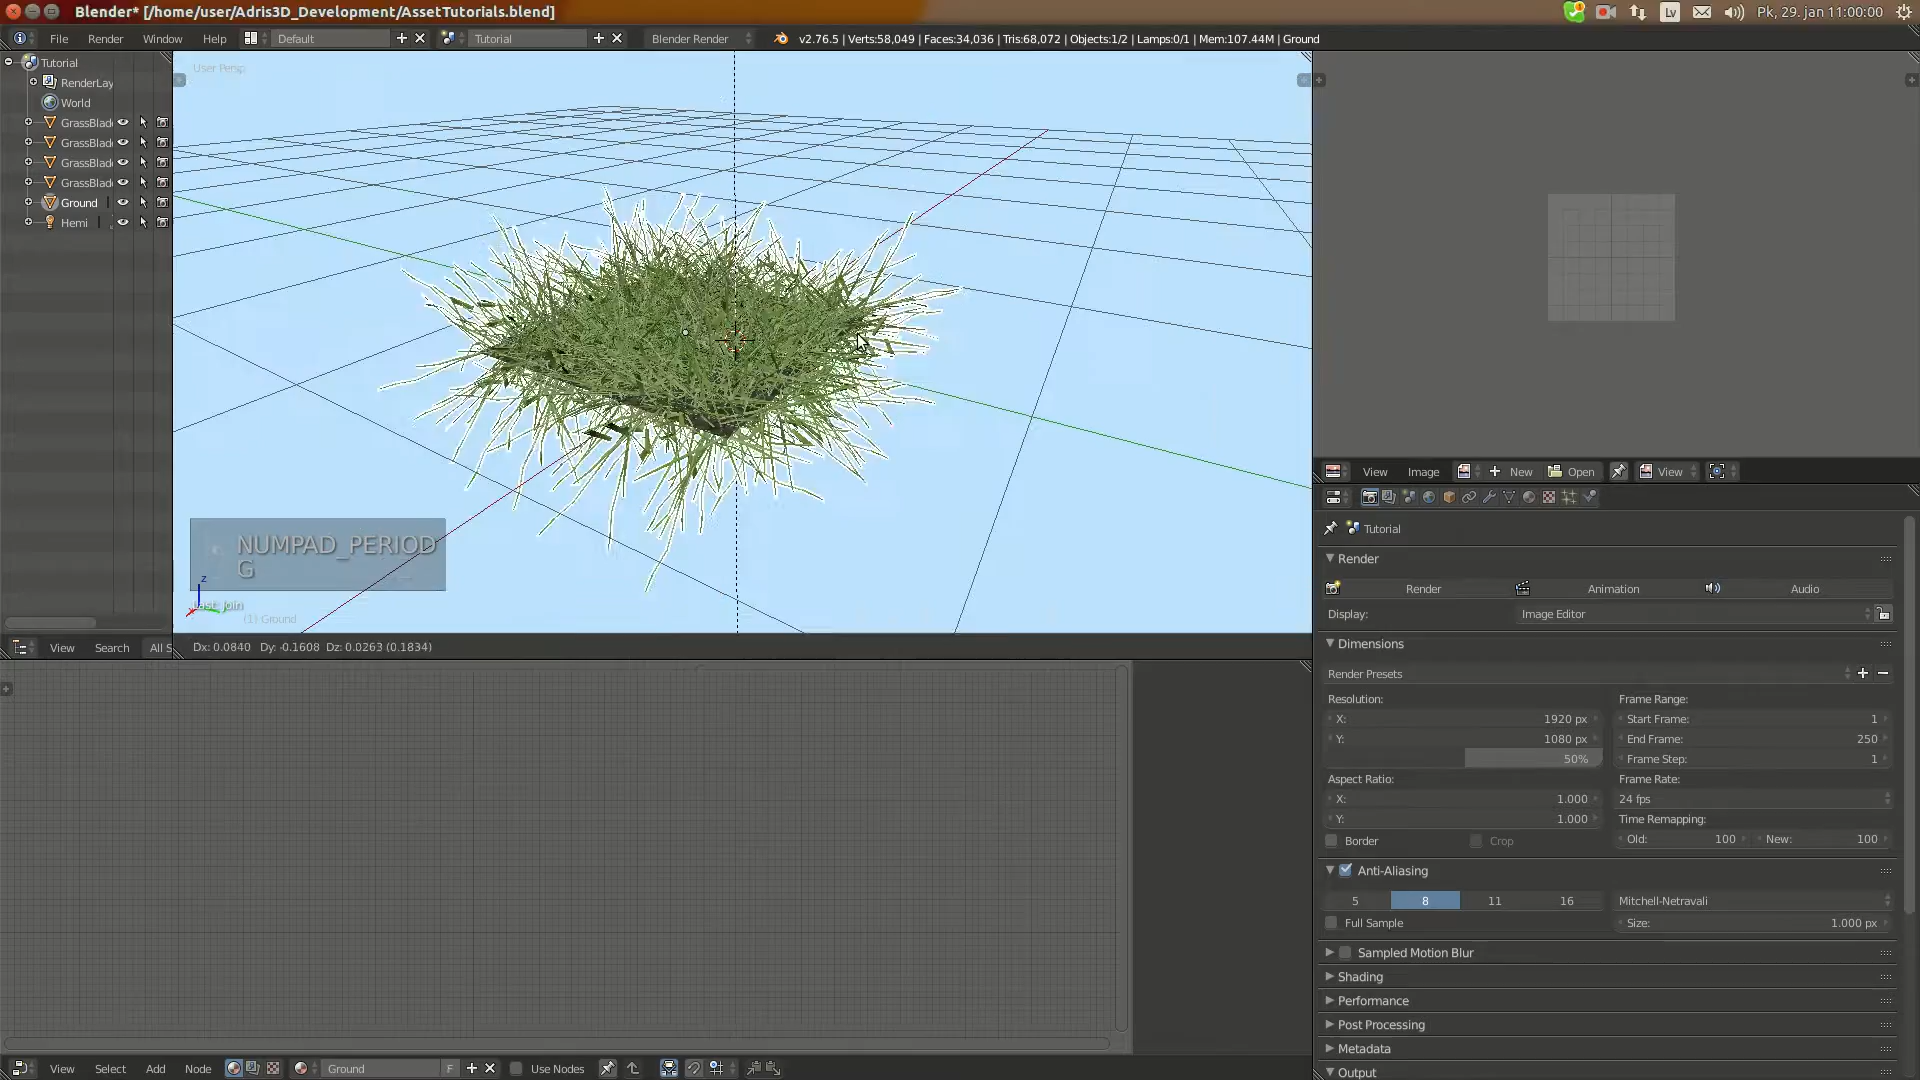 Blender* [/home/user/Adris3D_Development/AssetTutorials.blend]
Lv
Pk, 29. jan 11:00:00
File Render Window Help
Default
Tutorial
Blender Render
v2.76.5 | Verts:58,049 | Faces:34,036 | Tris:68,072 | Objects:1/2 | Lamps:0/1 | Mem:107.44M | Ground
Tutorial
RenderLay
World
GrassBlad
GrassBlad
GrassBlad
GrassBlad
Ground
Hemi
User Persp
NUMPAD_PERIOD
G
z
Last: Join
(1) Ground
View Search All S
Dx: 0.0840 Dy: -0.1608 Dz: 0.0263 (0.1834)
View Image New Open View
Tutorial
Render
Render Animation Audio
Display: Image Editor
Dimensions
Render Presets
Resolution: Frame Range:
X: 1920 px Start Frame: 1
Y: 1080 px End Frame: 250
50% Frame Step: 1
Aspect Ratio: Frame Rate:
X: 1.000 24 fps
Y: 1.000 Time Remapping:
Border Crop Old: 100 New: 100
Anti-Aliasing
5 8 11 16 Mitchell-Netravali
Full Sample Size: 1.000 px
Sampled Motion Blur
Shading
Performance
Post Processing
Metadata
Output
View Select Add Node Ground F Use Nodes